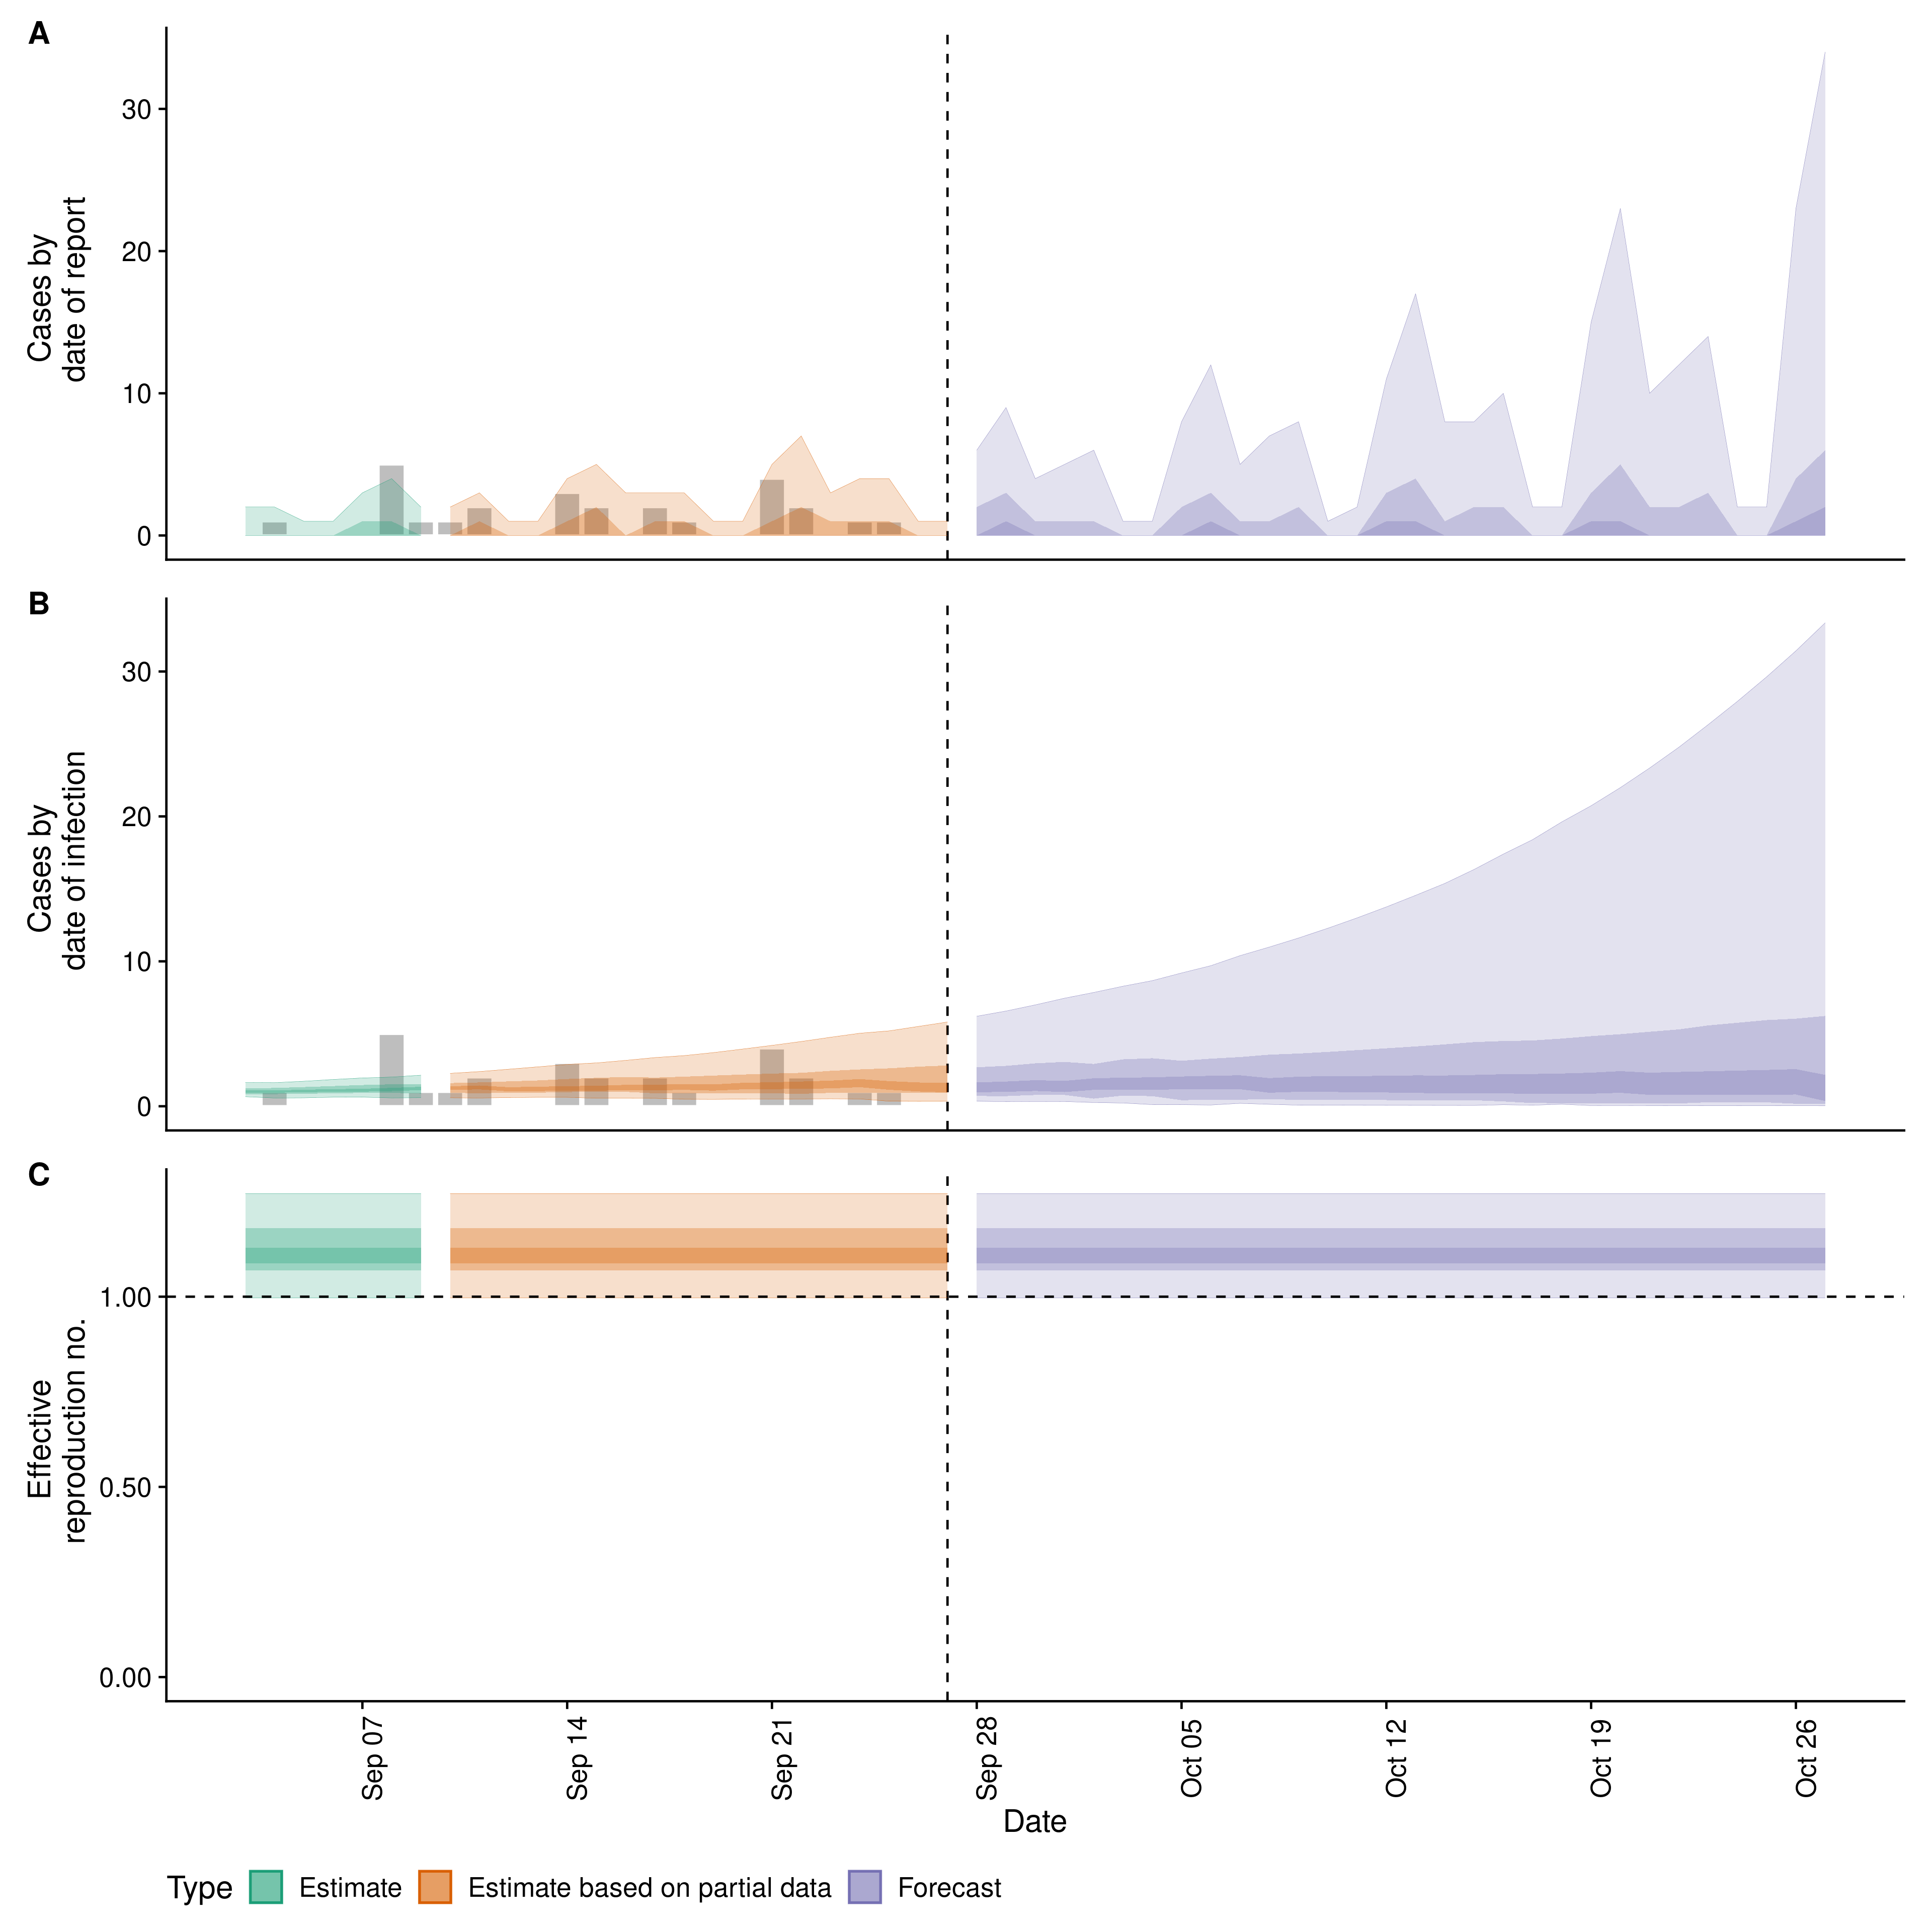 A
Cases by
date of report
30
20
10
0
B
Cases by
date of infection
30
20
10
0
C
Effective
reproduction no.
1.00
0.50
0.00
Sep 07
Sep 14
Sep 21
Sep 28
Oct 05
Oct 12
Oct 19
Oct 26
Date
Type
Estimate
Estimate based on partial data
Forecast